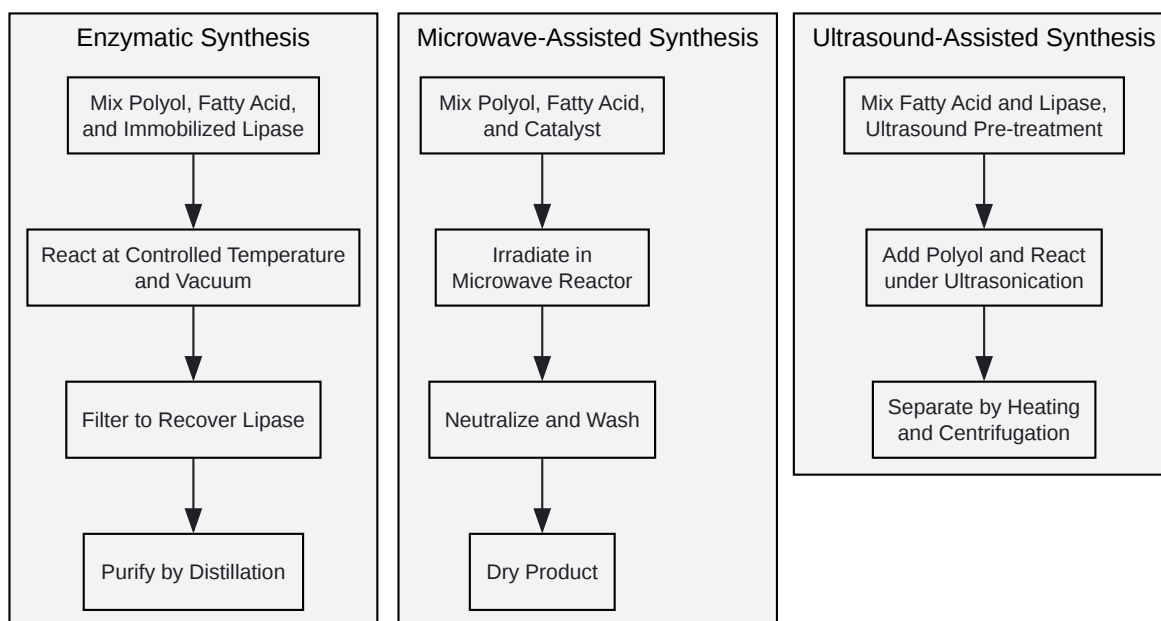 Enzymatic Synthesis
Mix Polyol, Fatty Acid,
and Immobilized Lipase
React at Controlled Temperature
and Vacuum
Filter to Recover Lipase
Purify by Distillation
Microwave-Assisted Synthesis
Mix Polyol, Fatty Acid,
and Catalyst
Irradiate in
Microwave Reactor
Neutralize and Wash
Dry Product
Ultrasound-Assisted Synthesis
Mix Fatty Acid and Lipase,
Ultrasound Pre-treatment
Add Polyol and React
under Ultrasonication
Separate by Heating
and Centrifugation